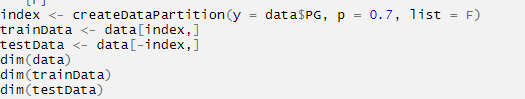 index <- createDataPartition(y = data$PG, p = 0.7, list = F)
trainData <- data[index,]
testData <- data[-index,]
dim(data)
dim(trainData)
dim(testData)